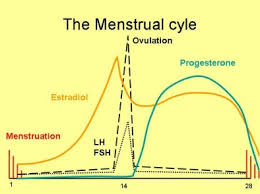 The Menstrual cyle
Ovulation
Progesterone
Estradiol
Menstruation
LH
FSH
1
14
28